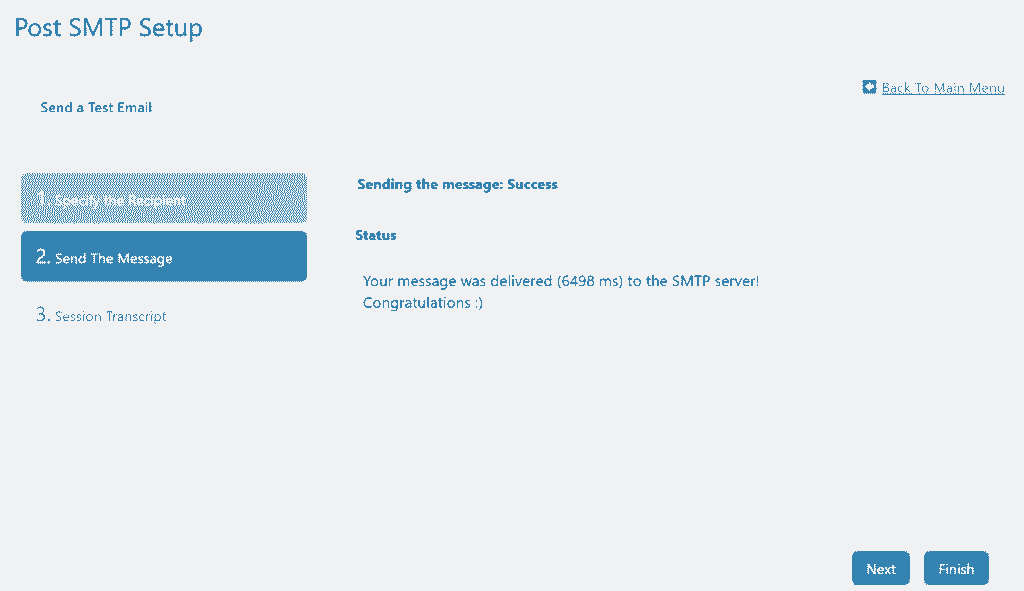 Post SMTP Setup
Back To Main Menu
Send a Test Email
1. Specify the Recipient
2. Send The Message
3. Session Transcript
Sending the message: Success
Status
Your message was delivered (6498 ms) to the SMTP server!
Congratulations :)
Next
Finish